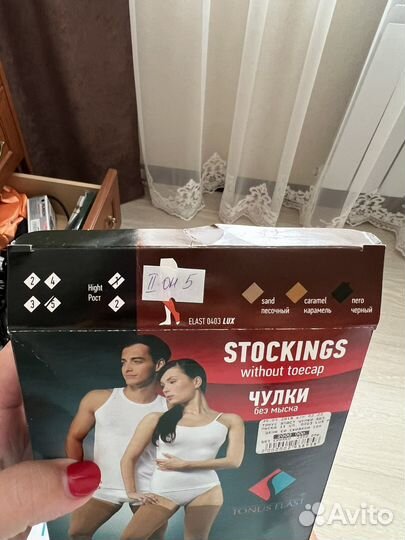 2 4
3 5
Hight
Рост
1
2
II он 5
ELAST 0403 LUX
sand
песочный
caramel
карамель
nero
черный
STOCKINGS
without toecap
ЧУЛКИ
без мыска
TONUS ELAST
Avito